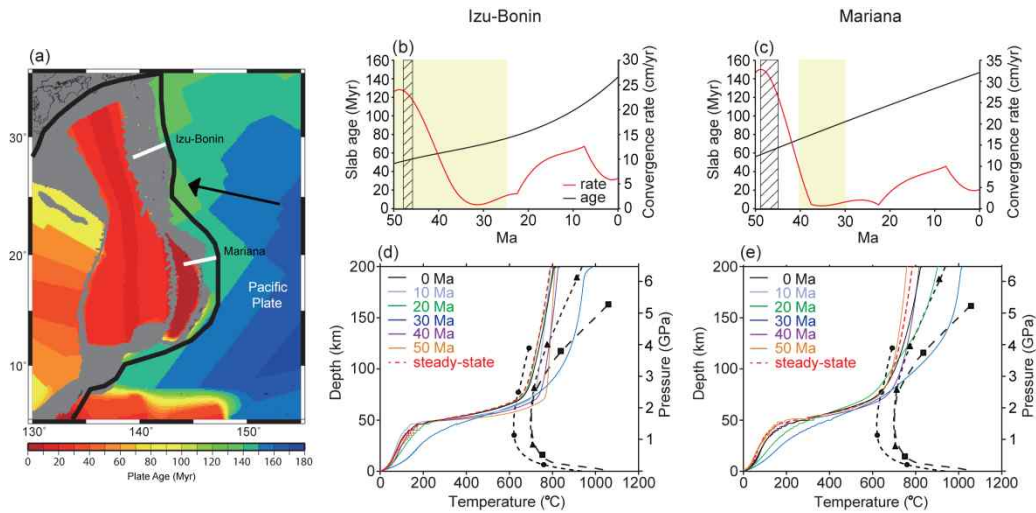 Izu-Bonin
Mariana
(a)
30°
20°
10°
130°
140°
150°
Izu-Bonin
Mariana
Pacific
Plate
0 20 40 60 80 100 120 140 160 180
Plate Age (Myr)
(b)
Slab age (Myr)
160
140
120
100
80
60
40
20
0
50 40 30 20 10 0
Ma
30
25
20
15
10
5
0
Convergence rate (cm/yr)
rate
age
(c)
Slab age (Myr)
160
140
120
100
80
60
40
20
0
50 40 30 20 10 0
Ma
35
30
25
20
15
10
5
0
Convergence rate (cm/yr)
rate
age
(d)
Depth (km)
200
150
100
50
0
0 200 400 600 800 1000 1200
Temperature (°C)
6
5
4
3
2
1
Pressure (GPa)
0 Ma
10 Ma
20 Ma
30 Ma
40 Ma
50 Ma
steady-state
(e)
Depth (km)
200
150
100
50
0
0 200 400 600 800 1000 1200
Temperature (°C)
6
5
4
3
2
1
Pressure (GPa)
0 Ma
10 Ma
20 Ma
30 Ma
40 Ma
50 Ma
steady-state